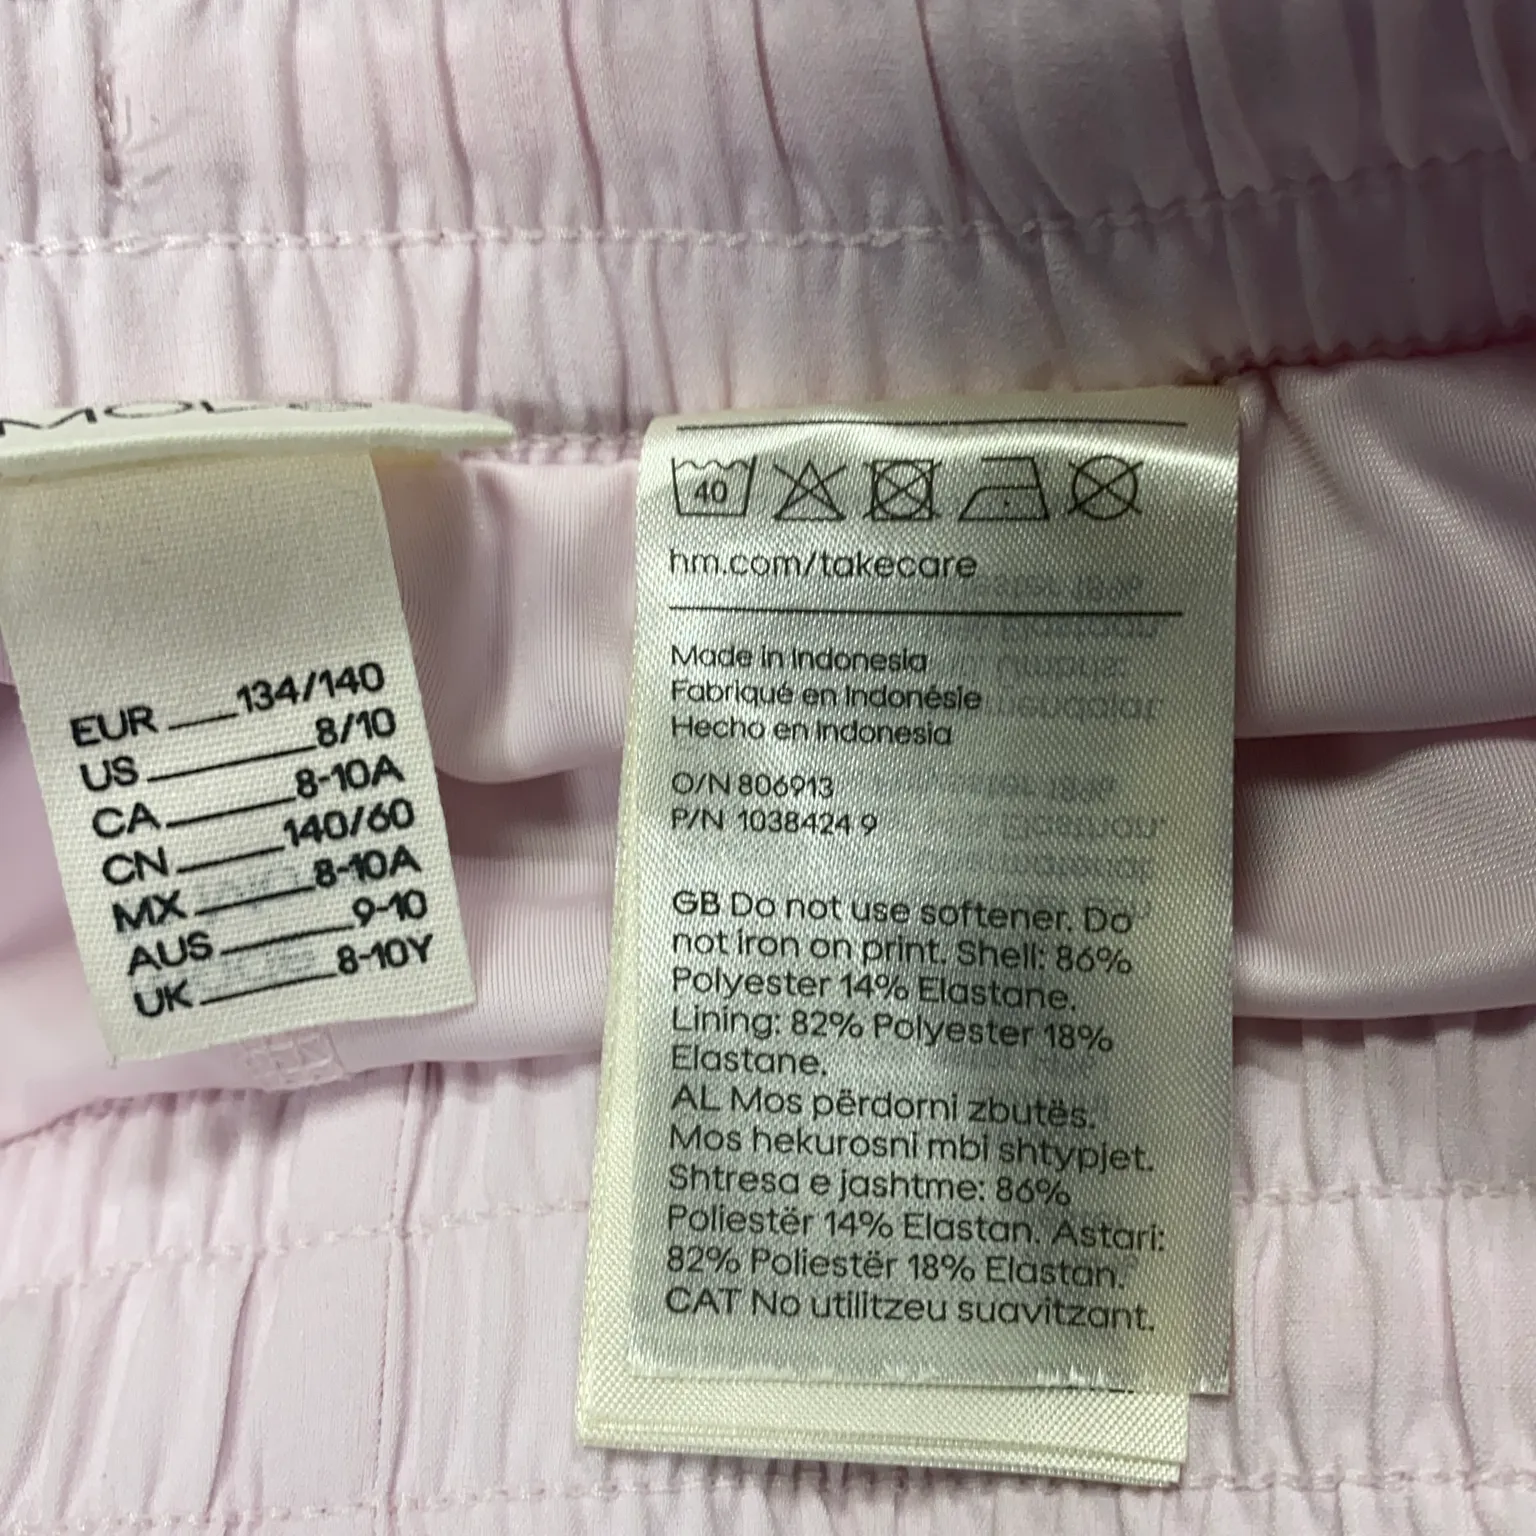 EUR 134/140
US 8/10
CA 8-10A
CN 140/60
MX 8-10A
AUS 9-10
UK 8-10Y
40
hm.com/takecare
Made in Indonesia
Fabriqué en Indonésie
Hecho en Indonesia
O/N 806913
P/N 1038424 9
GB Do not use softener. Do
not iron on print. Shell: 86%
Polyester 14% Elastane.
Lining: 82% Polyester 18%
Elastane.
AL Mos përdorni zbutës.
Mos hekurosni mbi shtypjet.
Shtresa e jashtme: 86%
Poliestër 14% Elastan. Astari:
82% Poliestër 18% Elastan.
CAT No utilitzeu suavitzant.